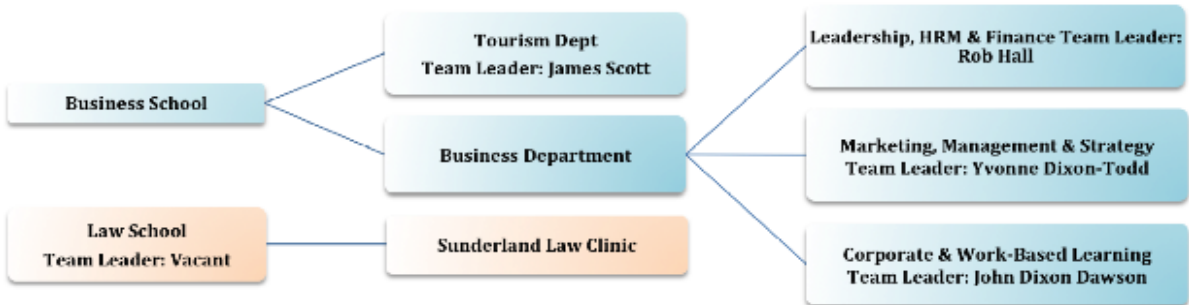 Tourism Dept
Team Leader: James Scott
Leadership, HRM & Finance Team Leader:
Rob Hall
Business School
Business Department
Marketing, Management & Strategy
Team Leader: Yvonne Dixon-Todd
Law School
Team Leader: Vacant
Sunderland Law Clinic
Corporate & Work-Based Learning
Team Leader: John Dixon Dawson